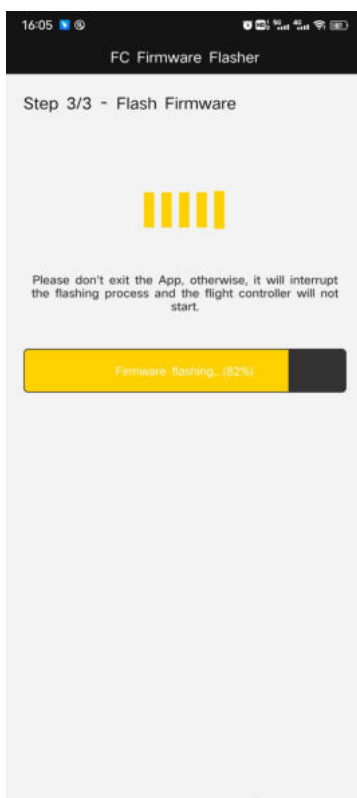 16:05
FC Firmware Flasher
Step 3/3 - Flash Firmware
Please don't exit the App, otherwise, it will interrupt
the flashing process and the flight controller will not
start.
Firmware flashing...(82%)